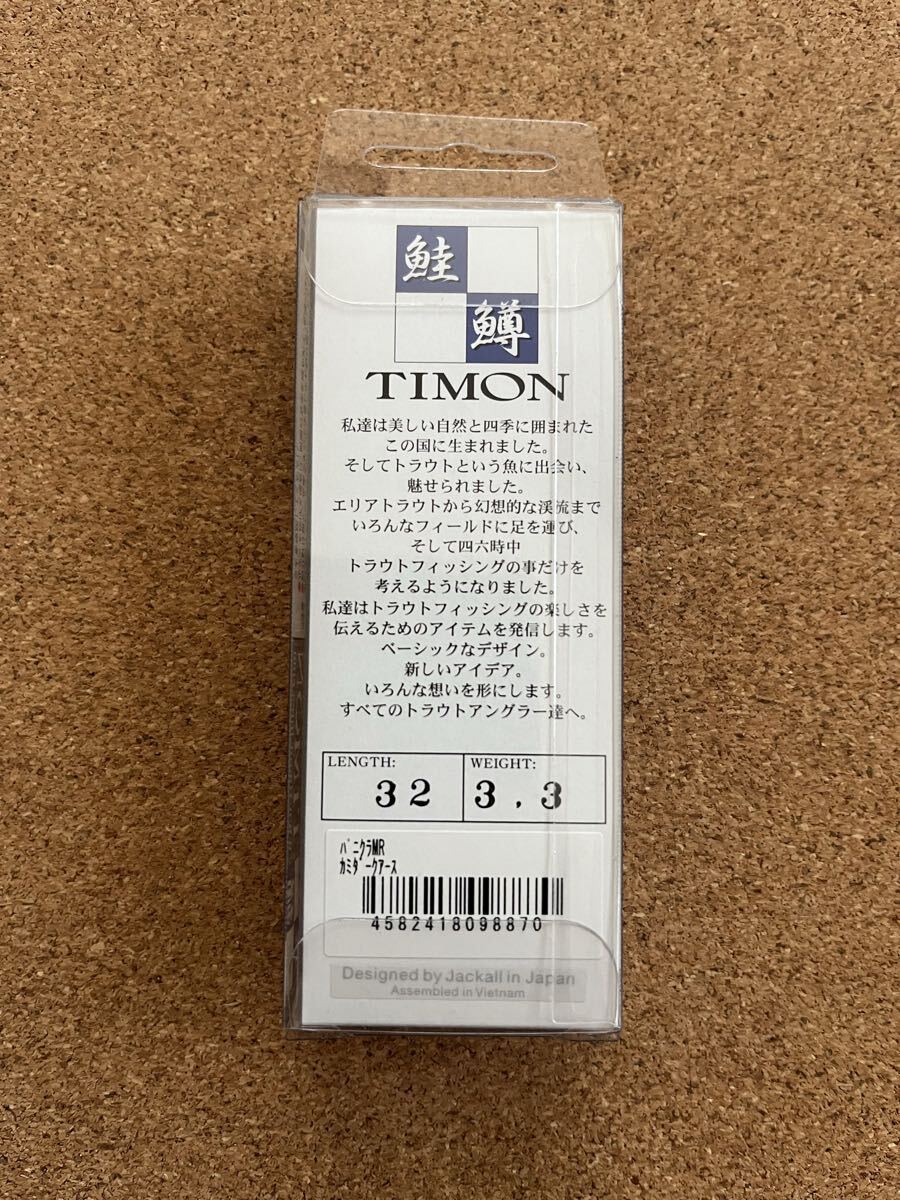 鮭
鱒
TIMON
私達は美しい自然と四季に囲まれた
この国に生まれました。
そしてトラウトという魚に出会い、
魅せられました。
エリアトラウトから幻想的な渓流まで
いろんなフィールドに足を運び、
そして四六時中
トラウトフィッシングの事だけを
考えるようになりました。
私達はトラウトフィッシングの楽しさを
伝えるためのアイテムを発信します。
ベーシックなデザイン。
新しいアイデア。
いろんな想いを形にします。
すべてのトラウトアングラー達へ。
LENGTH: WEIGHT:
32 3.3
パニクラMR
カミダークアース
4582418098870
Designed by Jackall in Japan
Assembled in Vietnam